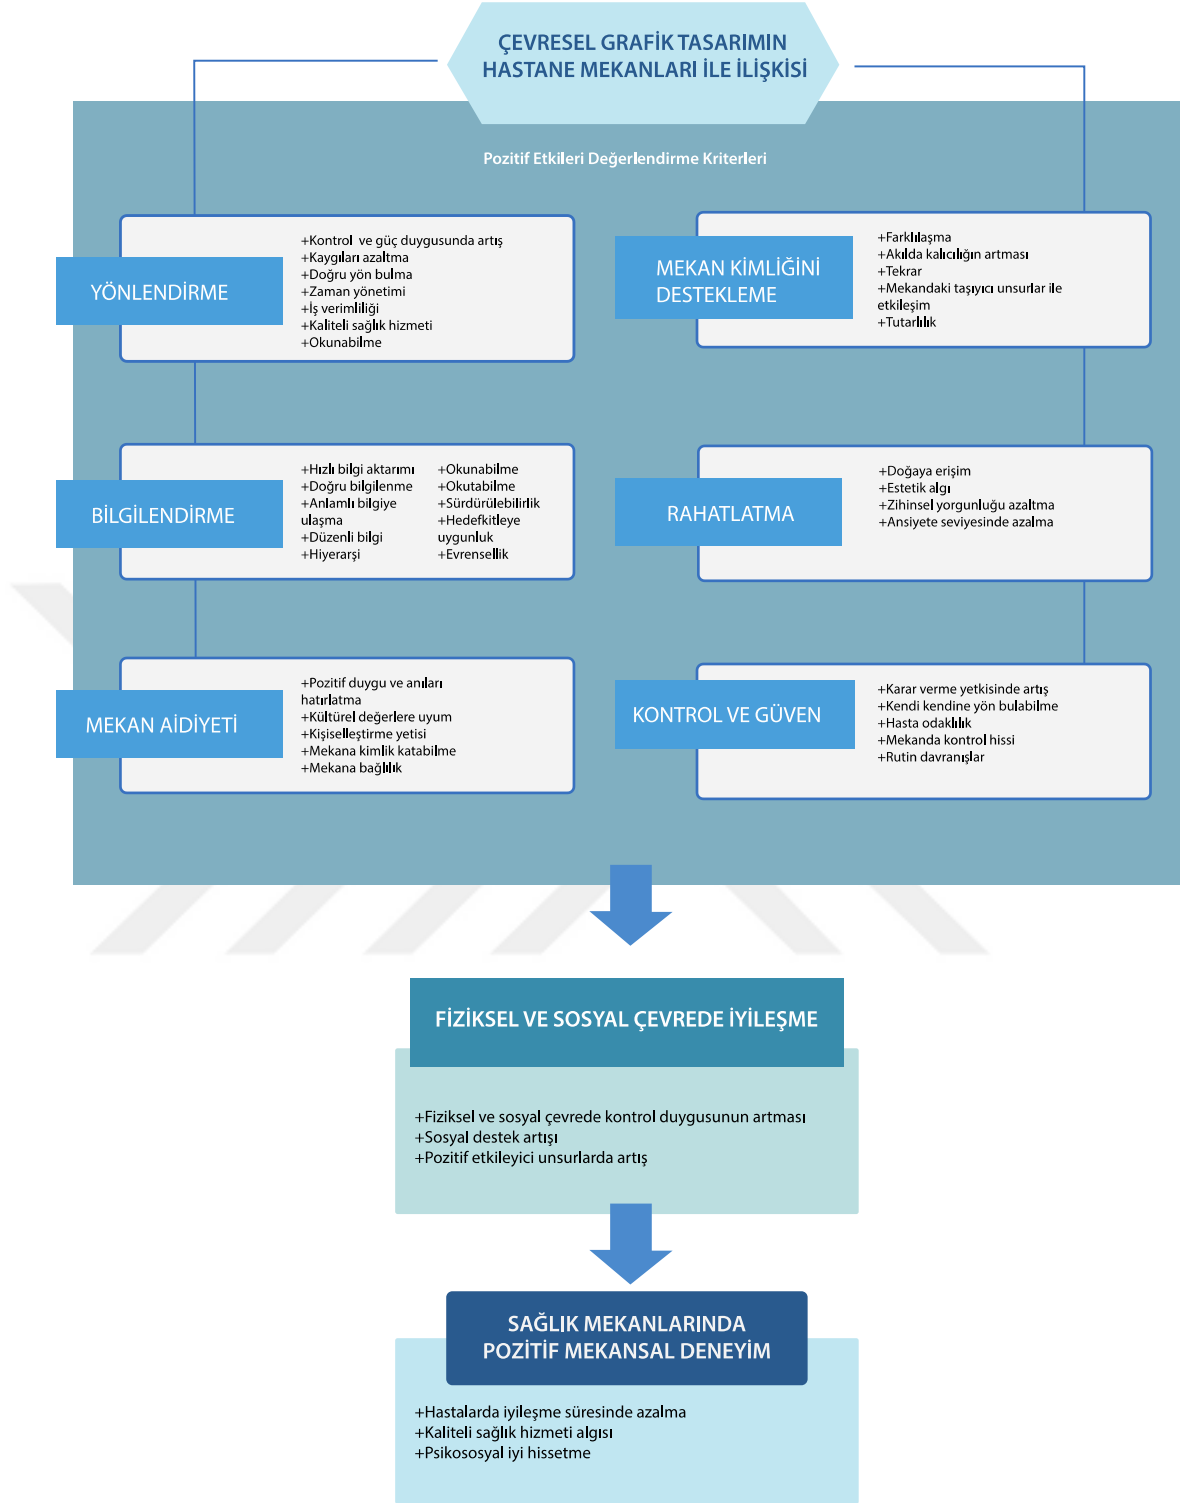 ÇEVRESEL GRAFİK TASARIMIN
HASTANE MEKANLARI İLE İLİŞKİSİ
Pozitif Etkileri Değerlendirme Kriterleri
YÖNLENDİRME
+Kontrol ve güç duygusunda artış
+Kaygıları azaltma
+Doğru yön bulma
+Zaman yönetimi
+İş verimliliği
+Kaliteli sağlık hizmeti
+Okunabilme
MEKAN KİMLİĞİNİ
DESTEKLEME
+Farklılaşma
+Akılda kalıcılığın artması
+Tekrar
+Mekandaki taşıyıcı unsurlar ile
etkileşim
+Tutarlılık
BİLGİLENDİRME
+Hızlı bilgi aktarımı
+Doğru bilgilenme
+Anlamlı bilgiye
ulaşma
+Düzenli bilgi
+Hiyerarşi
+Okunabilme
+Okutabilme
+Sürdürülebilirlik
+Hedefkitleye
uygunluk
+Evrensellik
RAHATLATMA
+Doğaya erişim
+Estetik algı
+Zihinsel yorgunluğu azaltma
+Ansiyete seviyesinde azalma
MEKAN AİDİYETİ
+Pozitif duygu ve anıları
hatırlatma
+Kültürel değerlere uyum
+Kişiselleştirme yetisi
+Mekana kimlik katabilme
+Mekana bağlılık
KONTROL VE GÜVEN
+Karar verme yetkisinde artış
+Kendi kendine yön bulabilme
+Hasta odaklılık
+Mekanda kontrol hissi
+Rutin davranışlar
FİZİKSEL VE SOSYAL ÇEVREDE İYİLEŞME
+Fiziksel ve sosyal çevrede kontrol duygusunun artması
+Sosyal destek artışı
+Pozitif etkileyici unsurlarda artış
SAĞLIK MEKANLARINDA
POZİTİF MEKANSAL DENEYİM
+Hastalarda iyileşme süresinde azalma
+Kaliteli sağlık hizmeti algısı
+Psikososyal iyi hissetme